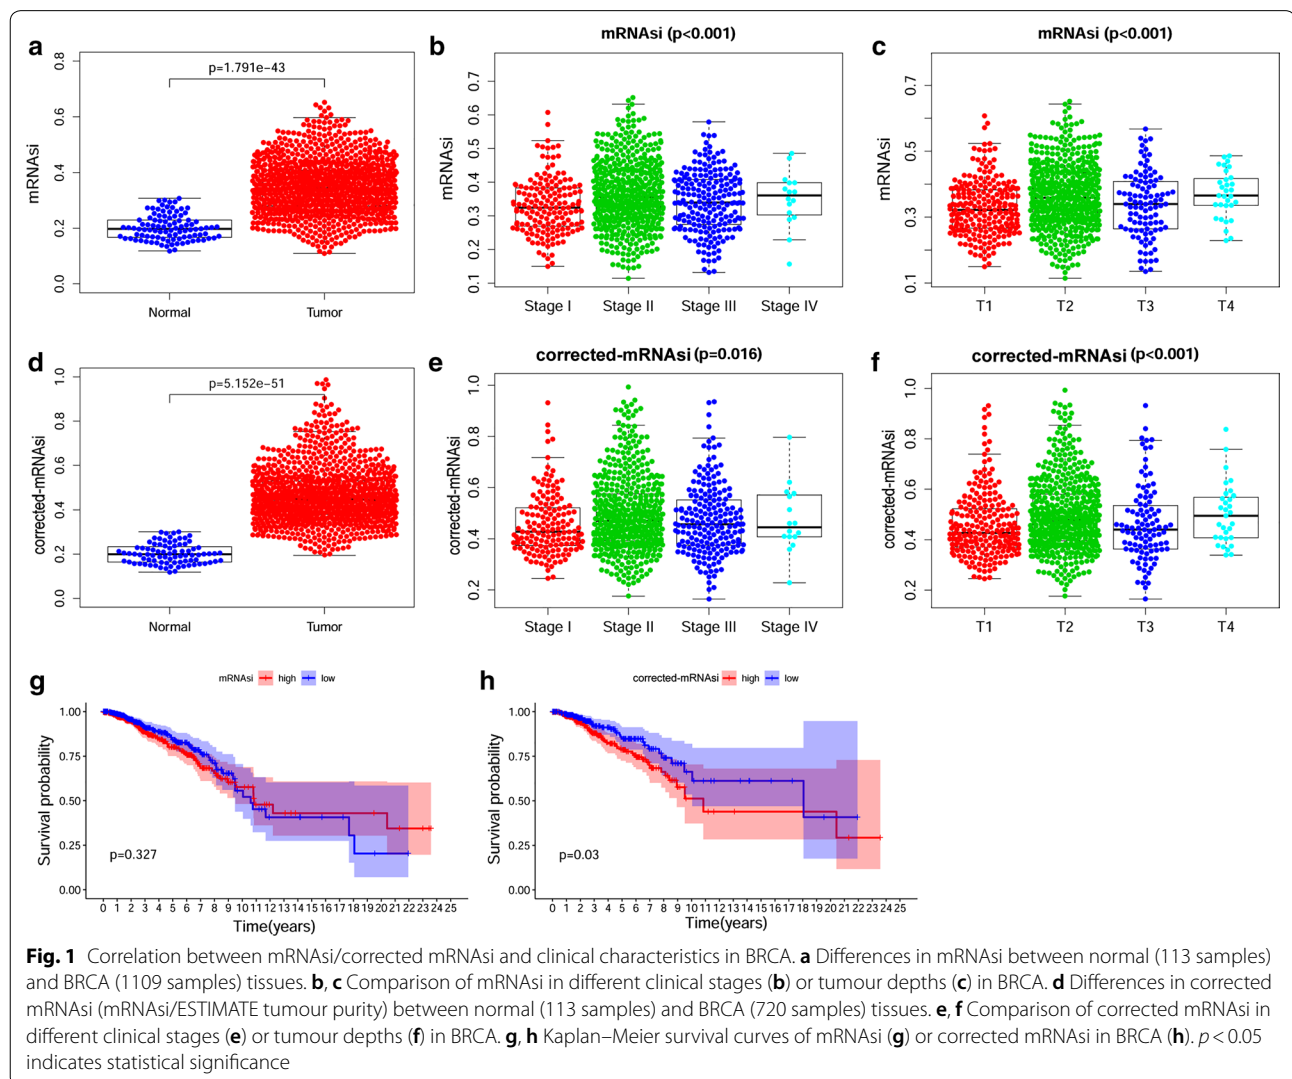 a
mRNAsi
0.8
0.6
0.4
0.2
0.0
p=1.791e−43
Normal Tumor
b
mRNAsi (p<0.001)
mRNAsi
0.7
0.6
0.5
0.4
0.3
0.2
0.1
Stage I Stage II Stage III Stage IV
c
mRNAsi (p<0.001)
mRNAsi
0.7
0.5
0.3
0.1
T1 T2 T3 T4
d
corrected-mRNAsi
1.0
0.8
0.6
0.4
0.2
0.0
p=5.152e−51
Normal Tumor
e
corrected-mRNAsi (p=0.016)
corrected-mRNAsi
1.0
0.8
0.6
0.4
0.2
Stage I Stage II Stage III Stage IV
f
corrected-mRNAsi (p<0.001)
corrected-mRNAsi
1.0
0.8
0.6
0.4
0.2
T1 T2 T3 T4
g
mRNAsi high low
Survival probability
1.00
0.75
0.50
0.25
0.00
p=0.327
0 1 2 3 4 5 6 7 8 9 10 11 12 13 14 15 16 17 18 19 20 21 22 23 24 25
Time(years)
h
corrected-mRNAsi high low
Survival probability
1.00
0.75
0.50
0.25
0.00
p=0.03
0 1 2 3 4 5 6 7 8 9 10 11 12 13 14 15 16 17 18 19 20 21 22 23 24 25
Time(years)
Fig. 1 Correlation between mRNAsi/corrected mRNAsi and clinical characteristics in BRCA. a Differences in mRNAsi between normal (113 samples)
and BRCA (1109 samples) tissues. b, c Comparison of mRNAsi in different clinical stages (b) or tumour depths (c) in BRCA. d Differences in corrected
mRNAsi (mRNAsi/ESTIMATE tumour purity) between normal (113 samples) and BRCA (720 samples) tissues. e, f Comparison of corrected mRNAsi in
different clinical stages (e) or tumour depths (f) in BRCA. g, h Kaplan–Meier survival curves of mRNAsi (g) or corrected mRNAsi in BRCA (h). p < 0.05
indicates statistical significance